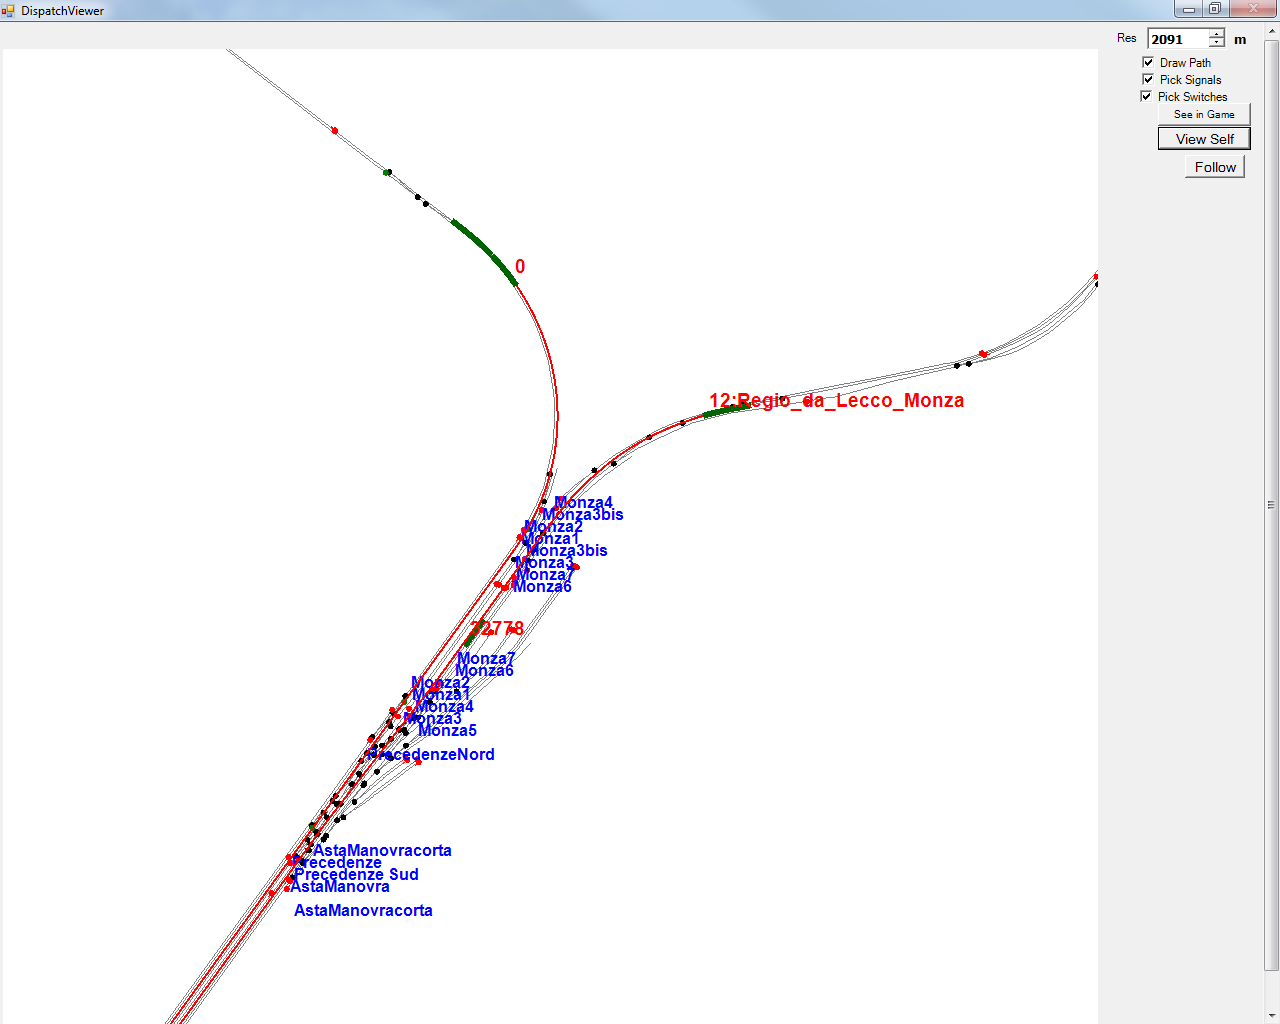 DispatchViewer
Res 2091 m
Draw Path
Pick Signals
Pick Switches
See in Game
View Self
Follow
0
12:Regio_da_Lecco_Monza
Monza4
Monza3bis
Monza2
Monza1
Monza3bis
Monza3
Monza7
Monza6
32778
Monza7
Monza6
Monza2
Monza1
Monza4
Monza3
Monza5
PrecedenzeNord
AstaManovracorta
Precedenze
Precedenze Sud
AstaManovra
AstaManovracorta